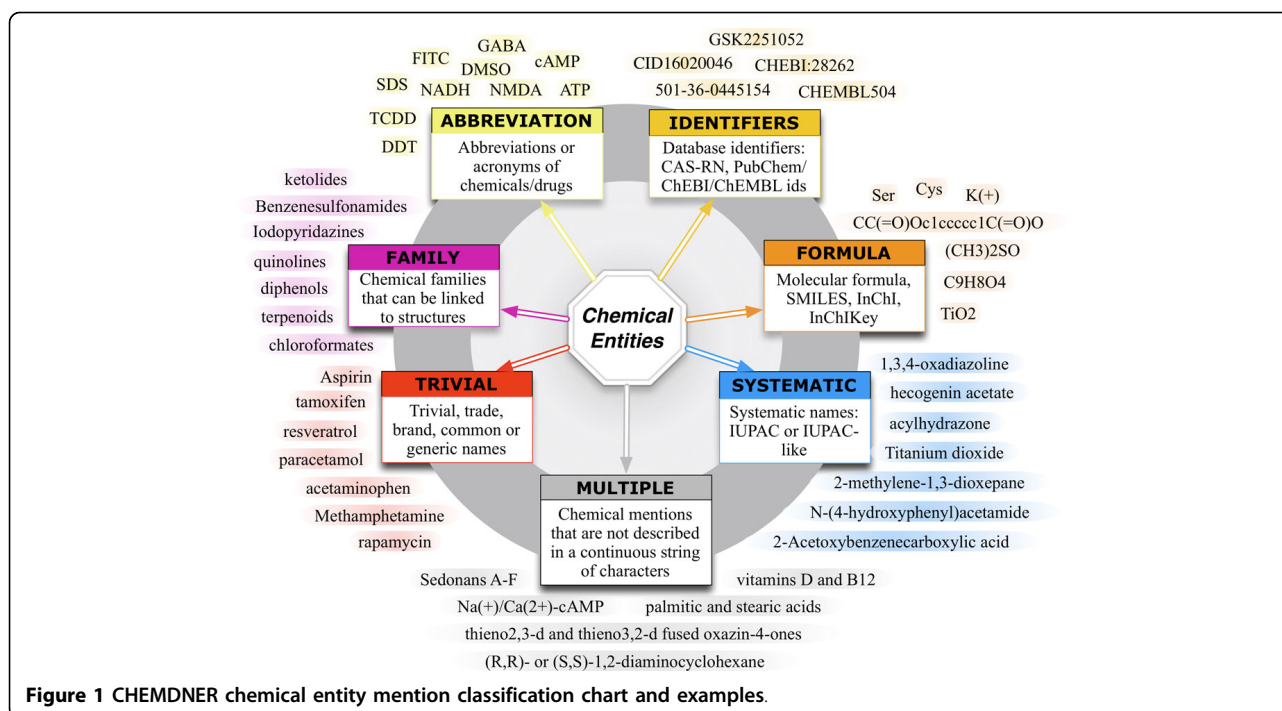 GABA
FITC
cAMP
DMSO
SDS
NADH
NMDA
ATP
TCDD
DDT
ABBREVIATION
Abbreviations or
acronyms of
chemicals/drugs
GSK2251052
CID16020046
CHEBI:28262
501-36-0445154
CHEMBL504
IDENTIFIERS
Database identifiers:
CAS-RN, PubChem/
ChEBI/ChEMBL ids
ketolides
Benzenesulfonamides
Iodopyridazines
quinolines
diphenols
terpenoids
chloroformates
FAMILY
Chemical families
that can be linked
to structures
Chemical
Entities
Ser
Cys
K(+)
CC(=O)Oc1ccccc1C(=O)O
(CH3)2SO
C9H8O4
TiO2
FORMULA
Molecular formula,
SMILES, InChI,
InChIKey
Aspirin
tamoxifen
resveratrol
paracetamol
acetaminophen
Methamphetamine
rapamycin
TRIVIAL
Trivial, trade,
brand, common or
generic names
1,3,4-oxadiazoline
hecogenin acetate
acylhydrazone
Titanium dioxide
2-methylene-1,3-dioxepane
N-(4-hydroxyphenyl)acetamide
2-Acetoxybenzenecarboxylic acid
SYSTEMATIC
Systematic names:
IUPAC or IUPAC-
like
MULTIPLE
Chemical mentions
that are not described
in a continuous string
of characters
Sedonans A-F
vitamins D and B12
Na(+)/Ca(2+)-cAMP
palmitic and stearic acids
thieno2,3-d and thieno3,2-d fused oxazin-4-ones
(R,R)- or (S,S)-1,2-diaminocyclohexane
Figure 1 CHEMDNER chemical entity mention classification chart and examples.